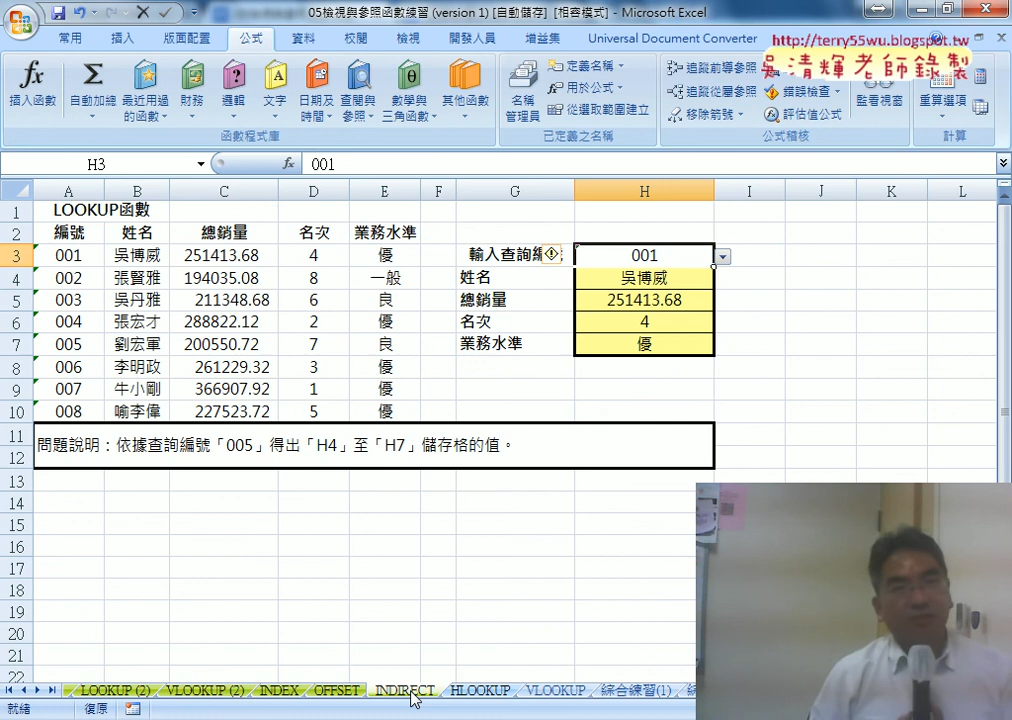 05檢視與參照函數練習 (version 1) [自動儲存] [相容模式] - Microsoft Excel
常用 插入 版面配置 公式 資料 校閱 檢視 開發人員 增益集 Universal Document Converter
http://terry55wu.blogspot.tw
吳清輝老師錄製
插入函數 自動加總 最近用過的函數 財務 邏輯 文字 日期及時間 查閱與參照 數學與三角函數 其他函數
函數程式庫
名稱管理員 定義名稱 用於公式 從選取範圍建立
已定義之名稱
追蹤前導參照 追蹤從屬參照 移除箭號 錯誤檢查 評估值公式 監看視窗
公式稽核
重算選項
計算
H3 fx 001
A B C D E F G H I J K L
1 LOOKUP函數
2 編號 姓名 總銷量 名次 業務水準
3 001 吳博威 251413.68 4 優 輸入查詢編 001
4 002 張賢雅 194035.08 8 一般 姓名 吳博威
5 003 吳丹雅 211348.68 6 良 總銷量 251413.68
6 004 張宏才 288822.12 2 優 名次 4
7 005 劉宏軍 200550.72 7 良 業務水準 優
8 006 李明政 261229.32 3 優
9 007 牛小剛 366907.92 1 優
10 008 喻李偉 227523.72 5 優
11
問題說明：依據查詢編號「005」得出「H4」至「H7」儲存格的值。
12
13
14
15
16
17
18
19
20
21
22
LOOKUP (2) VLOOKUP (2) INDEX OFFSET INDIRECT HLOOKUP VLOOKUP 綜合練習(1) 綜
就緒 復原